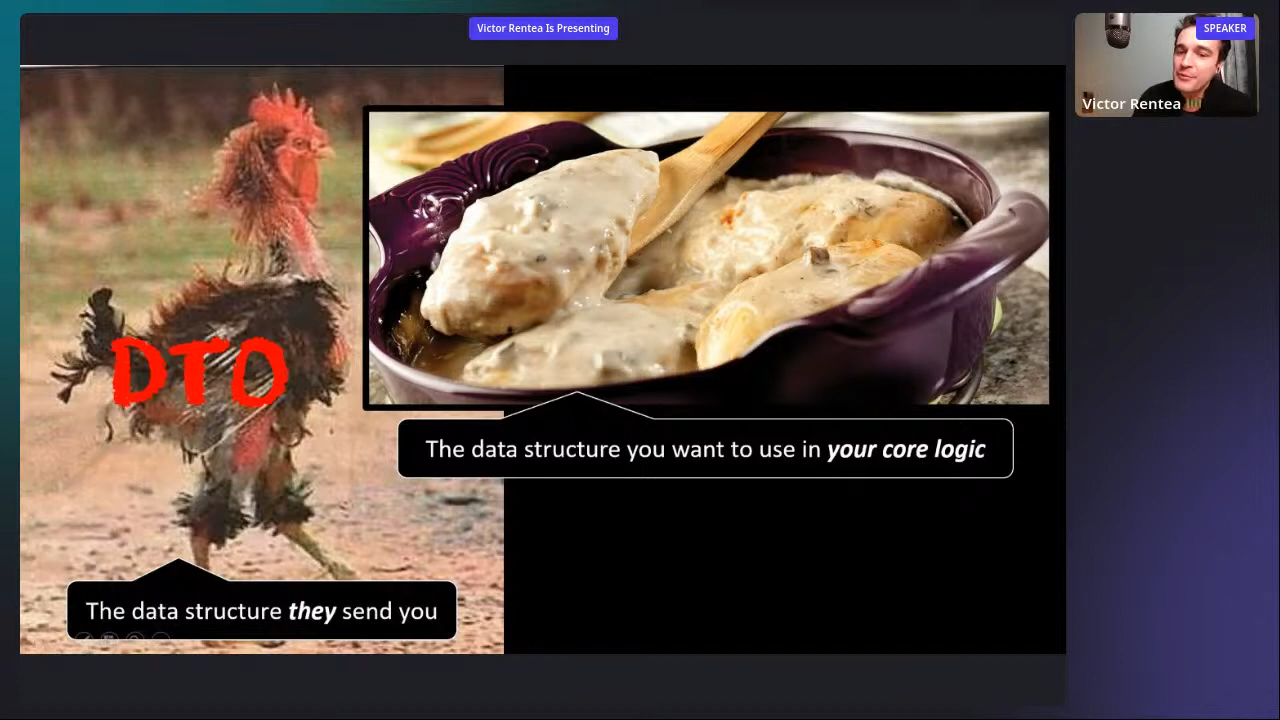 Victor Rentea Is Presenting
SPEAKER
Victor Rentea
DTO
The data structure you want to use in your core logic
The data structure they send you